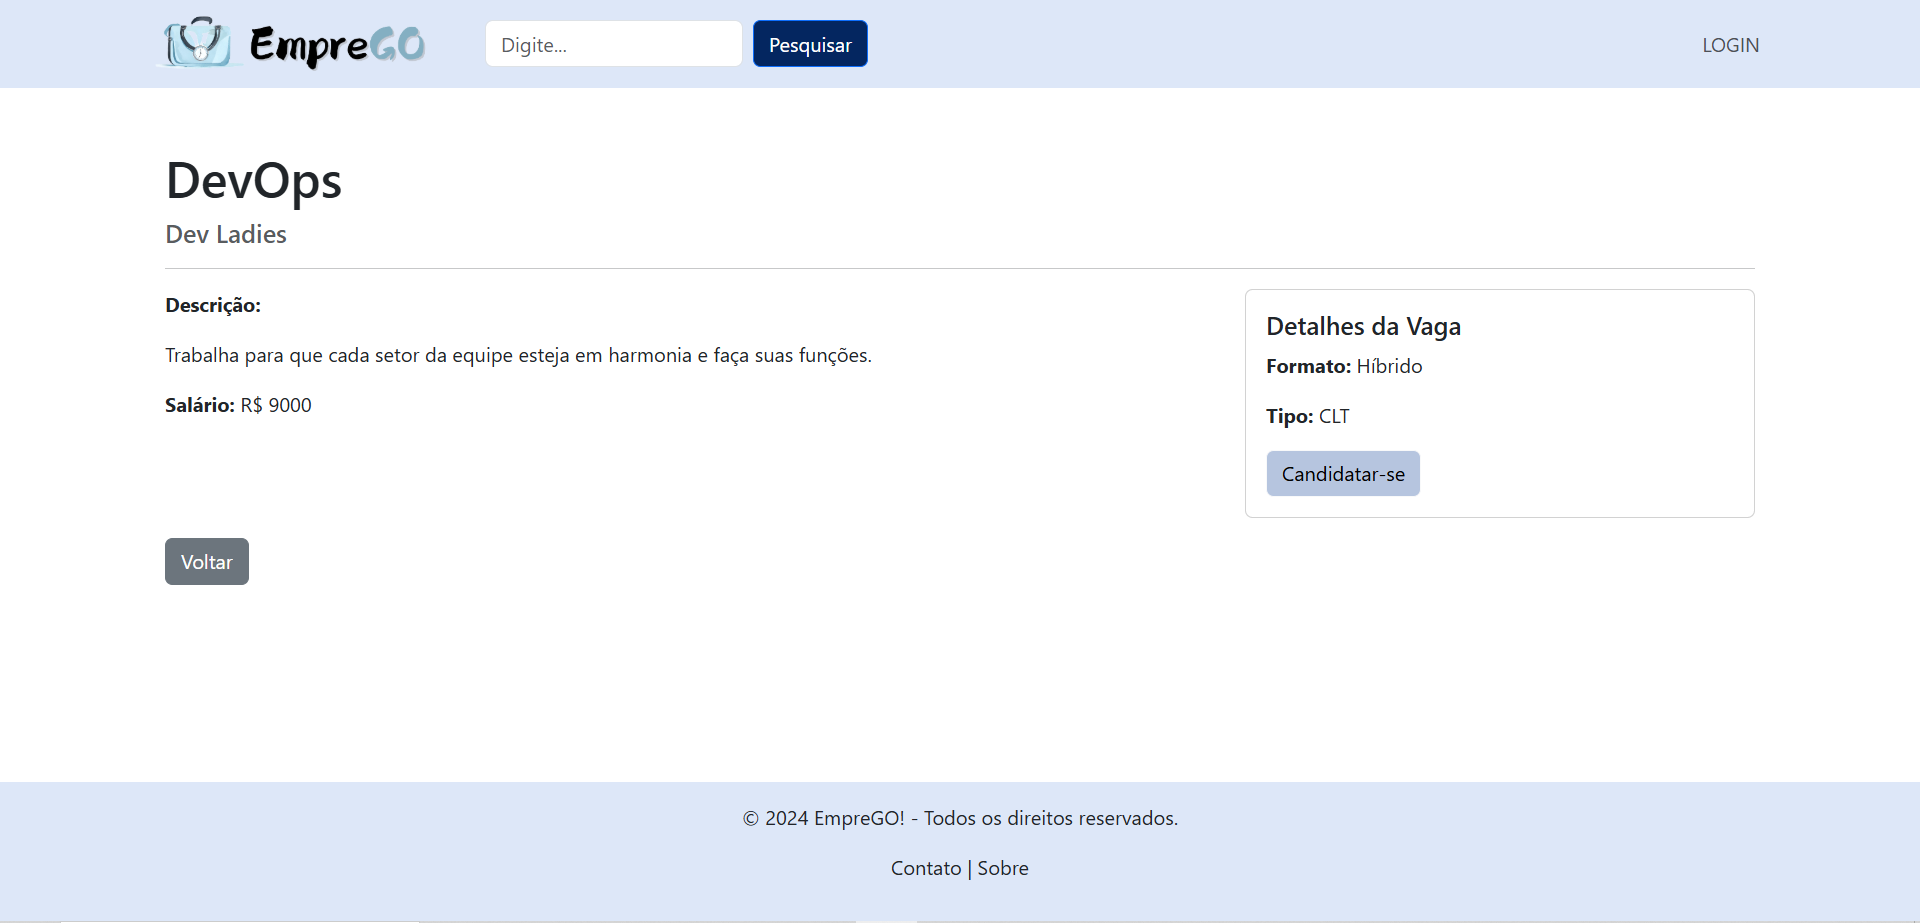 EmpreGO
Digite...
Pesquisar
LOGIN
DevOps
Dev Ladies
Descrição:
Trabalha para que cada setor da equipe esteja em harmonia e faça suas funções.
Salário: R$ 9000
Detalhes da Vaga
Formato: Híbrido
Tipo: CLT
Candidatar-se
Voltar
© 2024 EmpreGO! - Todos os direitos reservados.
Contato | Sobre